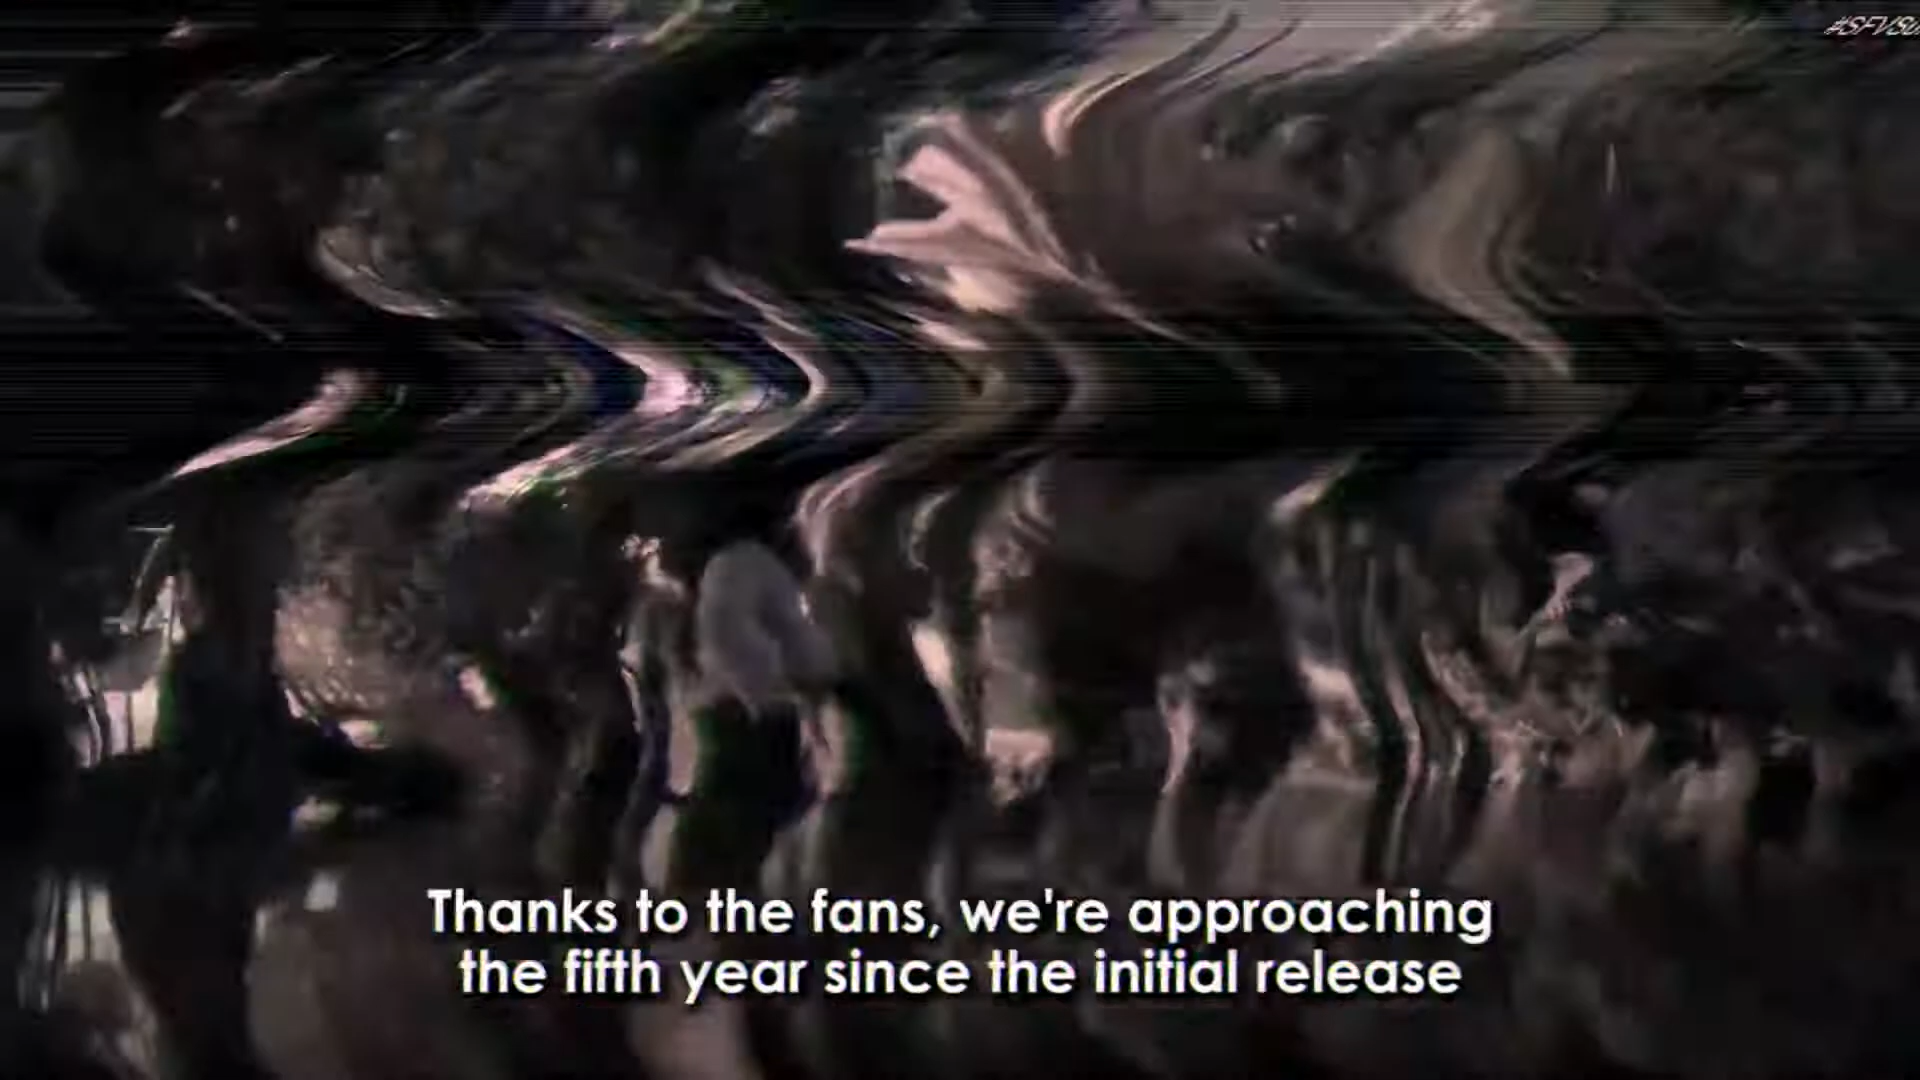 Thanks to the fans, we're approaching
the fifth year since the initial release